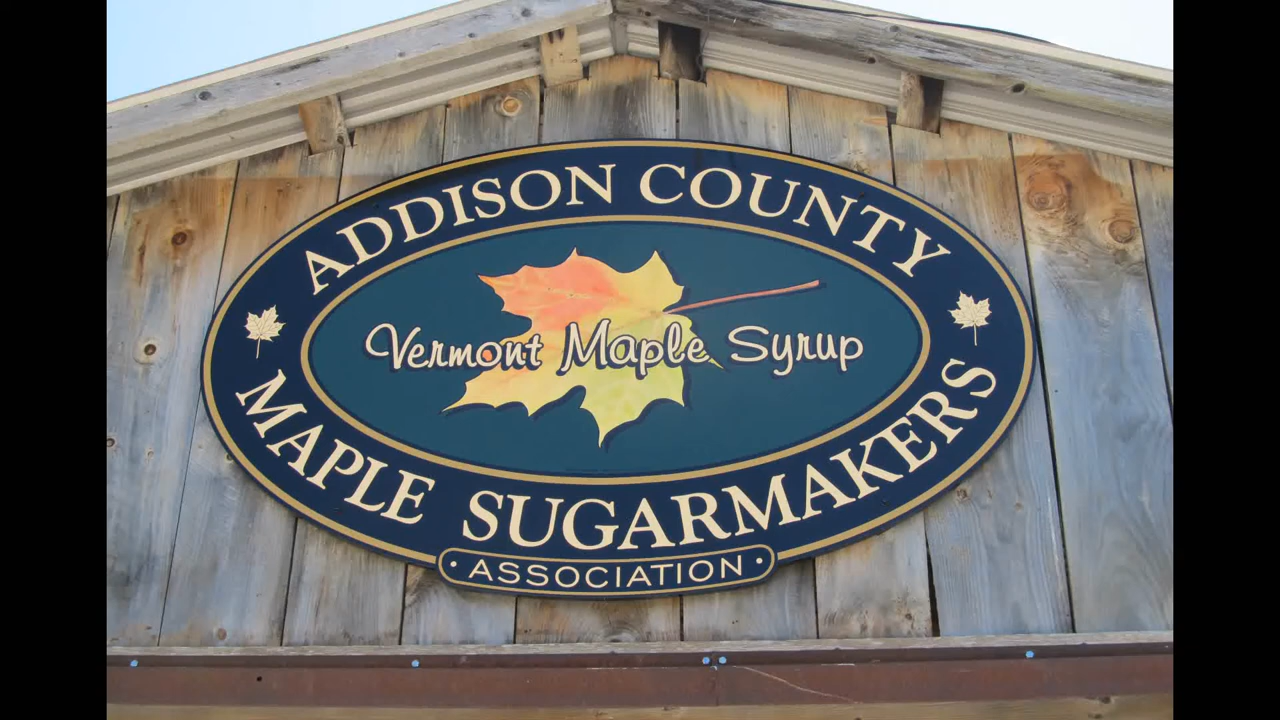 ADDISON COUNTY
Vermont Maple Syrup
MAPLE SUGARMAKERS
• ASSOCIATION •